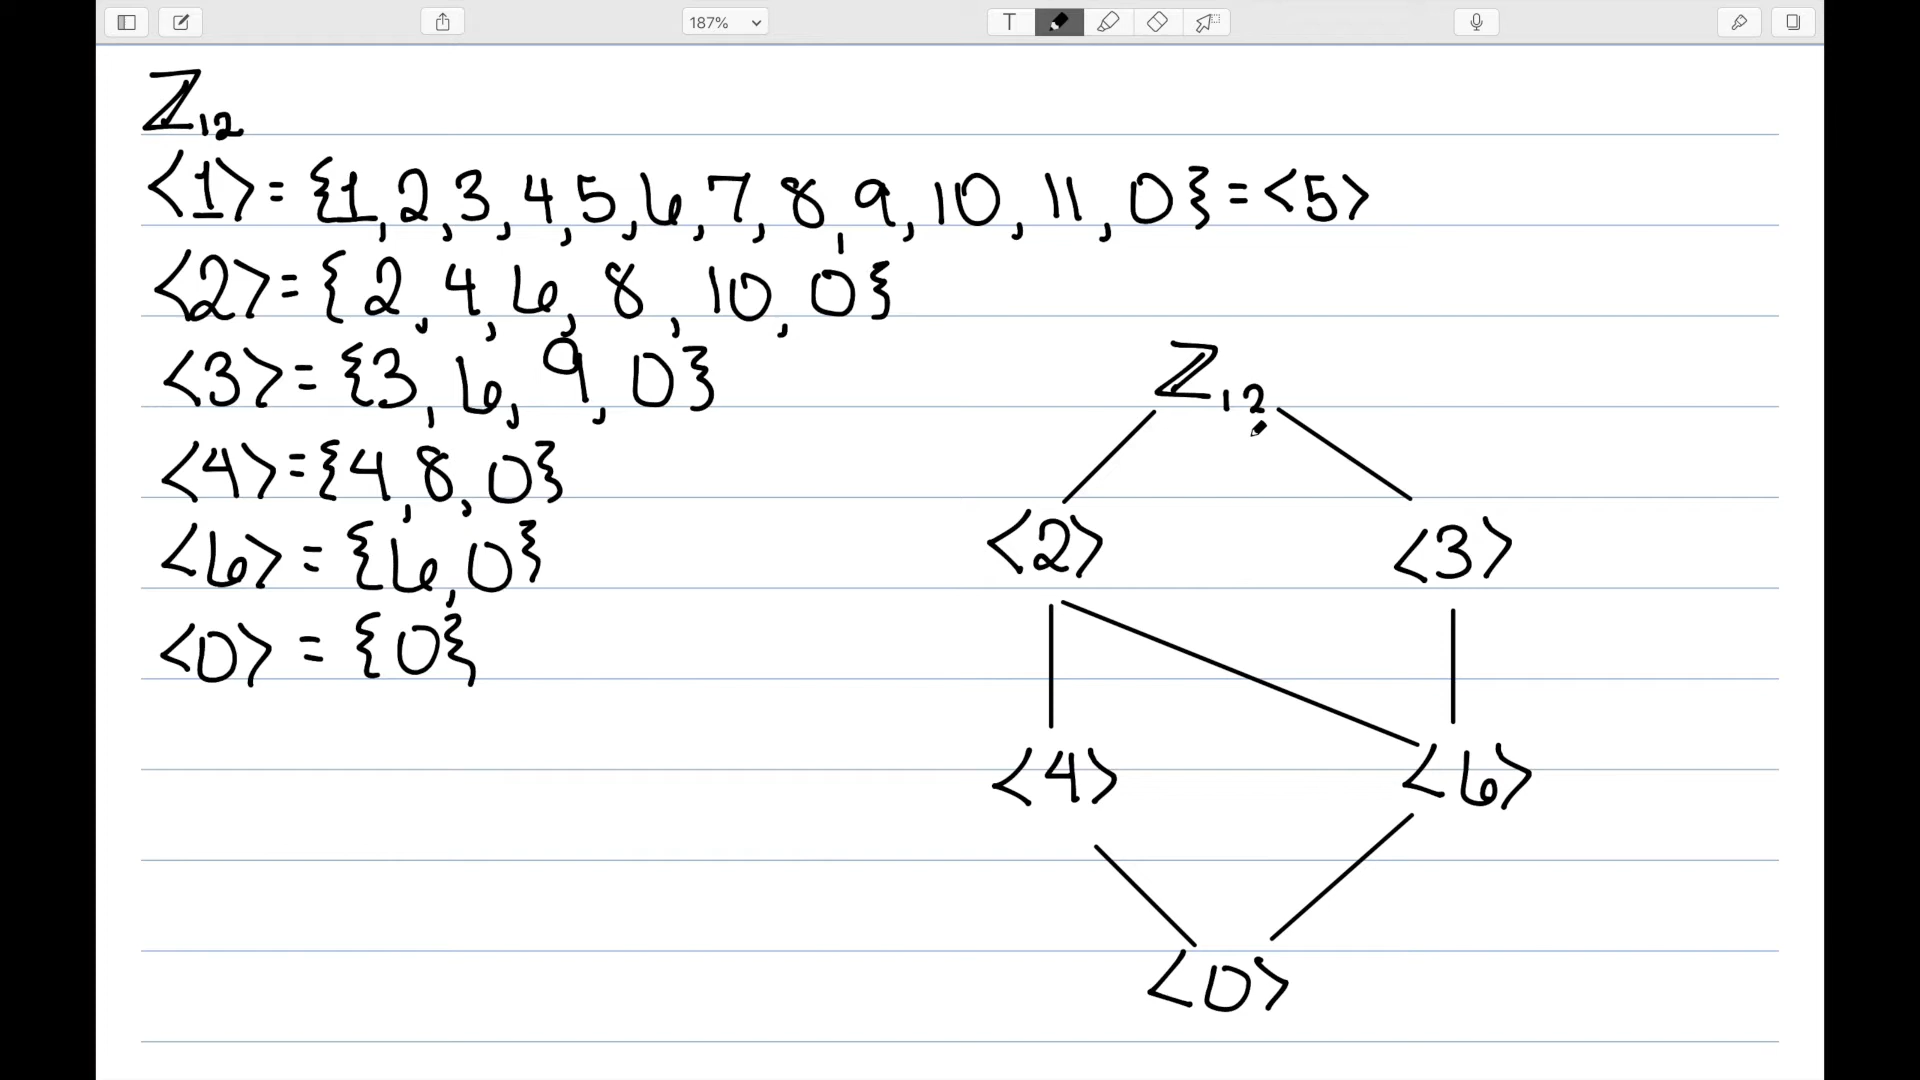 187%
T
ℤ₁₂
<1> = {1, 2, 3, 4, 5, 6, 7, 8, 9, 10, 11, 0} = <5>
<2> = {2, 4, 6, 8, 10, 0}
<3> = {3, 6, 9, 0}
<4> = {4, 8, 0}
<6> = {6, 0}
<0> = {0}
ℤ₁₂
<2> <3>
<4> <6>
<0>